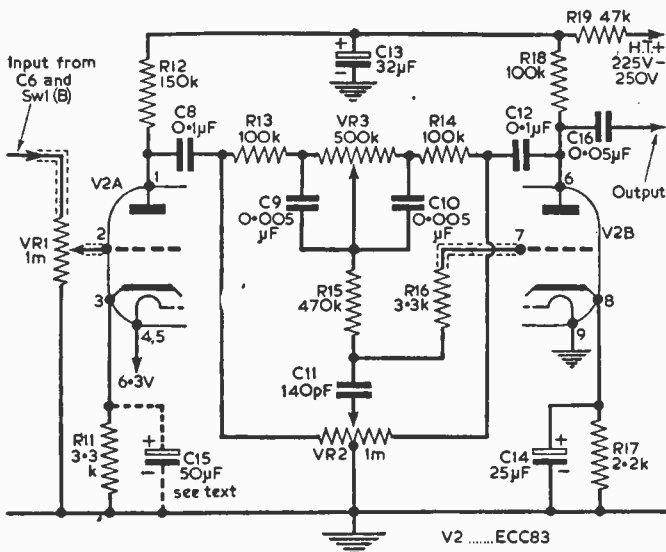 R19 47k
H.T.+
225V-
250V
Input from
C6 and
Sw1(B)
R12
150k
+
-
C13
32μF
R18
100k
C8
0·1μF
R13
100k
VR3
500k
R14
100k
C12
0·1μF
C16
0·05μF
Output
V2A
1
6
C9
0·005
μF
C10
0·005
μF
V2B
VR1
1m
2
7
R15
470k
R16
3·3k
3
8
4,5
9
6·3V
C11
140pF
R11
3·3
k
+
-
C15
50μF
see text
VR2
1m
+
-
C14
25μF
R17
2·2k
V2 ......ECC83